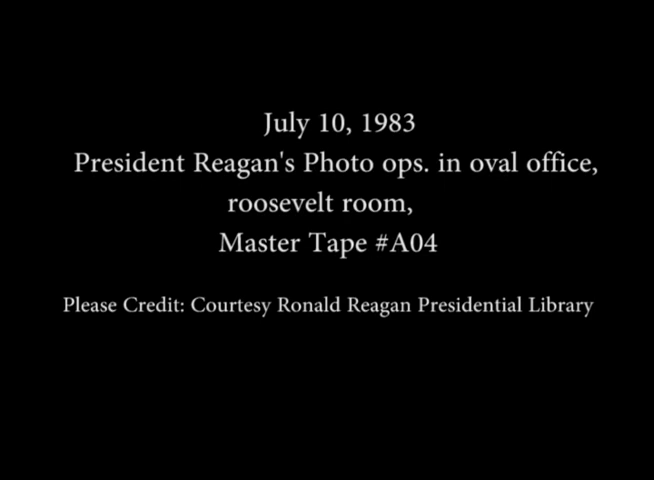 July 10, 1983
President Reagan's Photo ops. in oval office,
roosevelt room,
Master Tape #A04
Please Credit: Courtesy Ronald Reagan Presidential Library